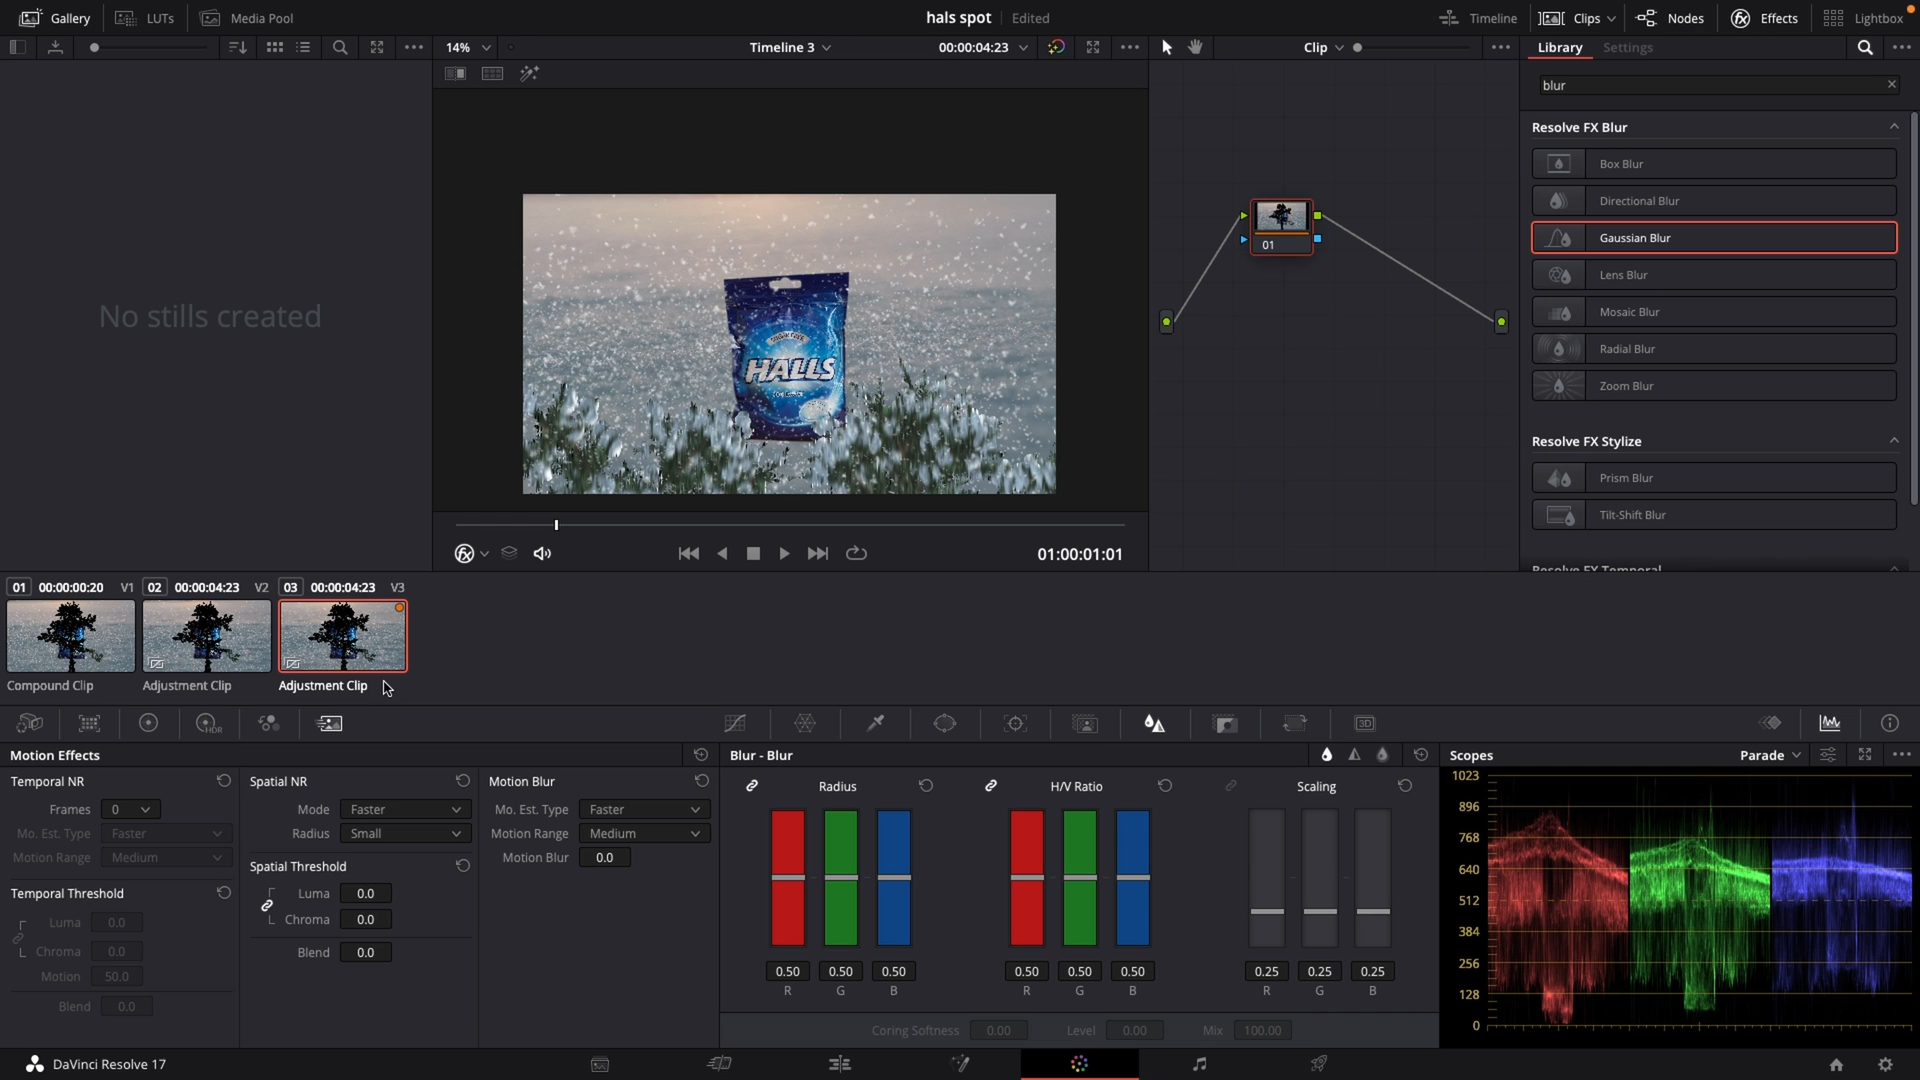 Gallery
LUTs
Media Pool
hals spot
Edited
Timeline
Clips
Nodes
Effects
Lightbox
14%
Timeline 3
00:00:04:23
Clip
Library
Settings
blur
Resolve FX Blur
Box Blur
Directional Blur
Gaussian Blur
Lens Blur
Mosaic Blur
Radial Blur
Zoom Blur
Resolve FX Stylize
Prism Blur
Tilt-Shift Blur
Resolve FX Temporal
No stills created
HALLS
01
01:00:01:01
01 00:00:00:20 V1
02 00:00:04:23 V2
03 00:00:04:23 V3
Compound Clip
Adjustment Clip
Adjustment Clip
HDR
3D
Motion Effects
Temporal NR
Frames 0
Mo. Est. Type Faster
Motion Range Medium
Temporal Threshold
Luma 0.0
Chroma 0.0
Motion 50.0
Blend 0.0
Spatial NR
Mode Faster
Radius Small
Spatial Threshold
Luma 0.0
Chroma 0.0
Blend 0.0
Motion Blur
Mo. Est. Type Faster
Motion Range Medium
Motion Blur 0.0
Blur - Blur
Radius
H/V Ratio
Scaling
0.50 0.50 0.50
R G B
0.50 0.50 0.50
R G B
0.25 0.25 0.25
R G B
Coring Softness 0.00
Level 0.00
Mix 100.00
Scopes
Parade
1023
896
768
640
512
384
256
128
0
DaVinci Resolve 17